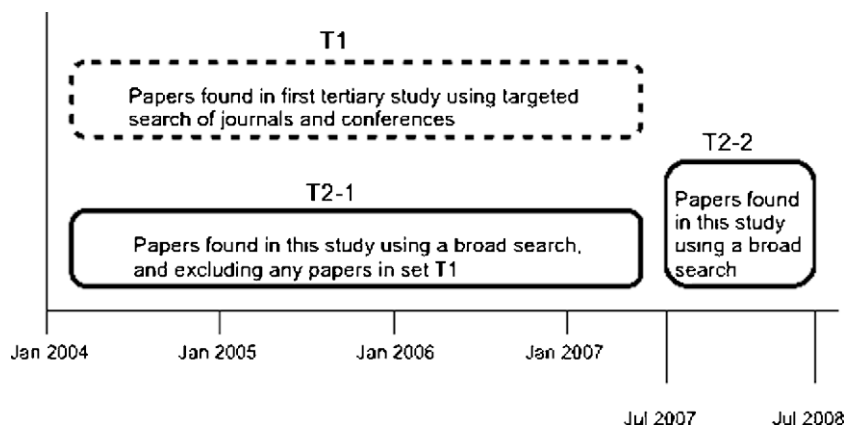 T1
Papers found in first tertiary study using targeted
search of journals and conferences
T2-2
Papers found
in this study
using a broad
search
T2-1
Papers found in this study using a broad search,
and excluding any papers in set T1
Jan 2004
Jan 2005
Jan 2006
Jan 2007
Jul 2007
Jul 2008